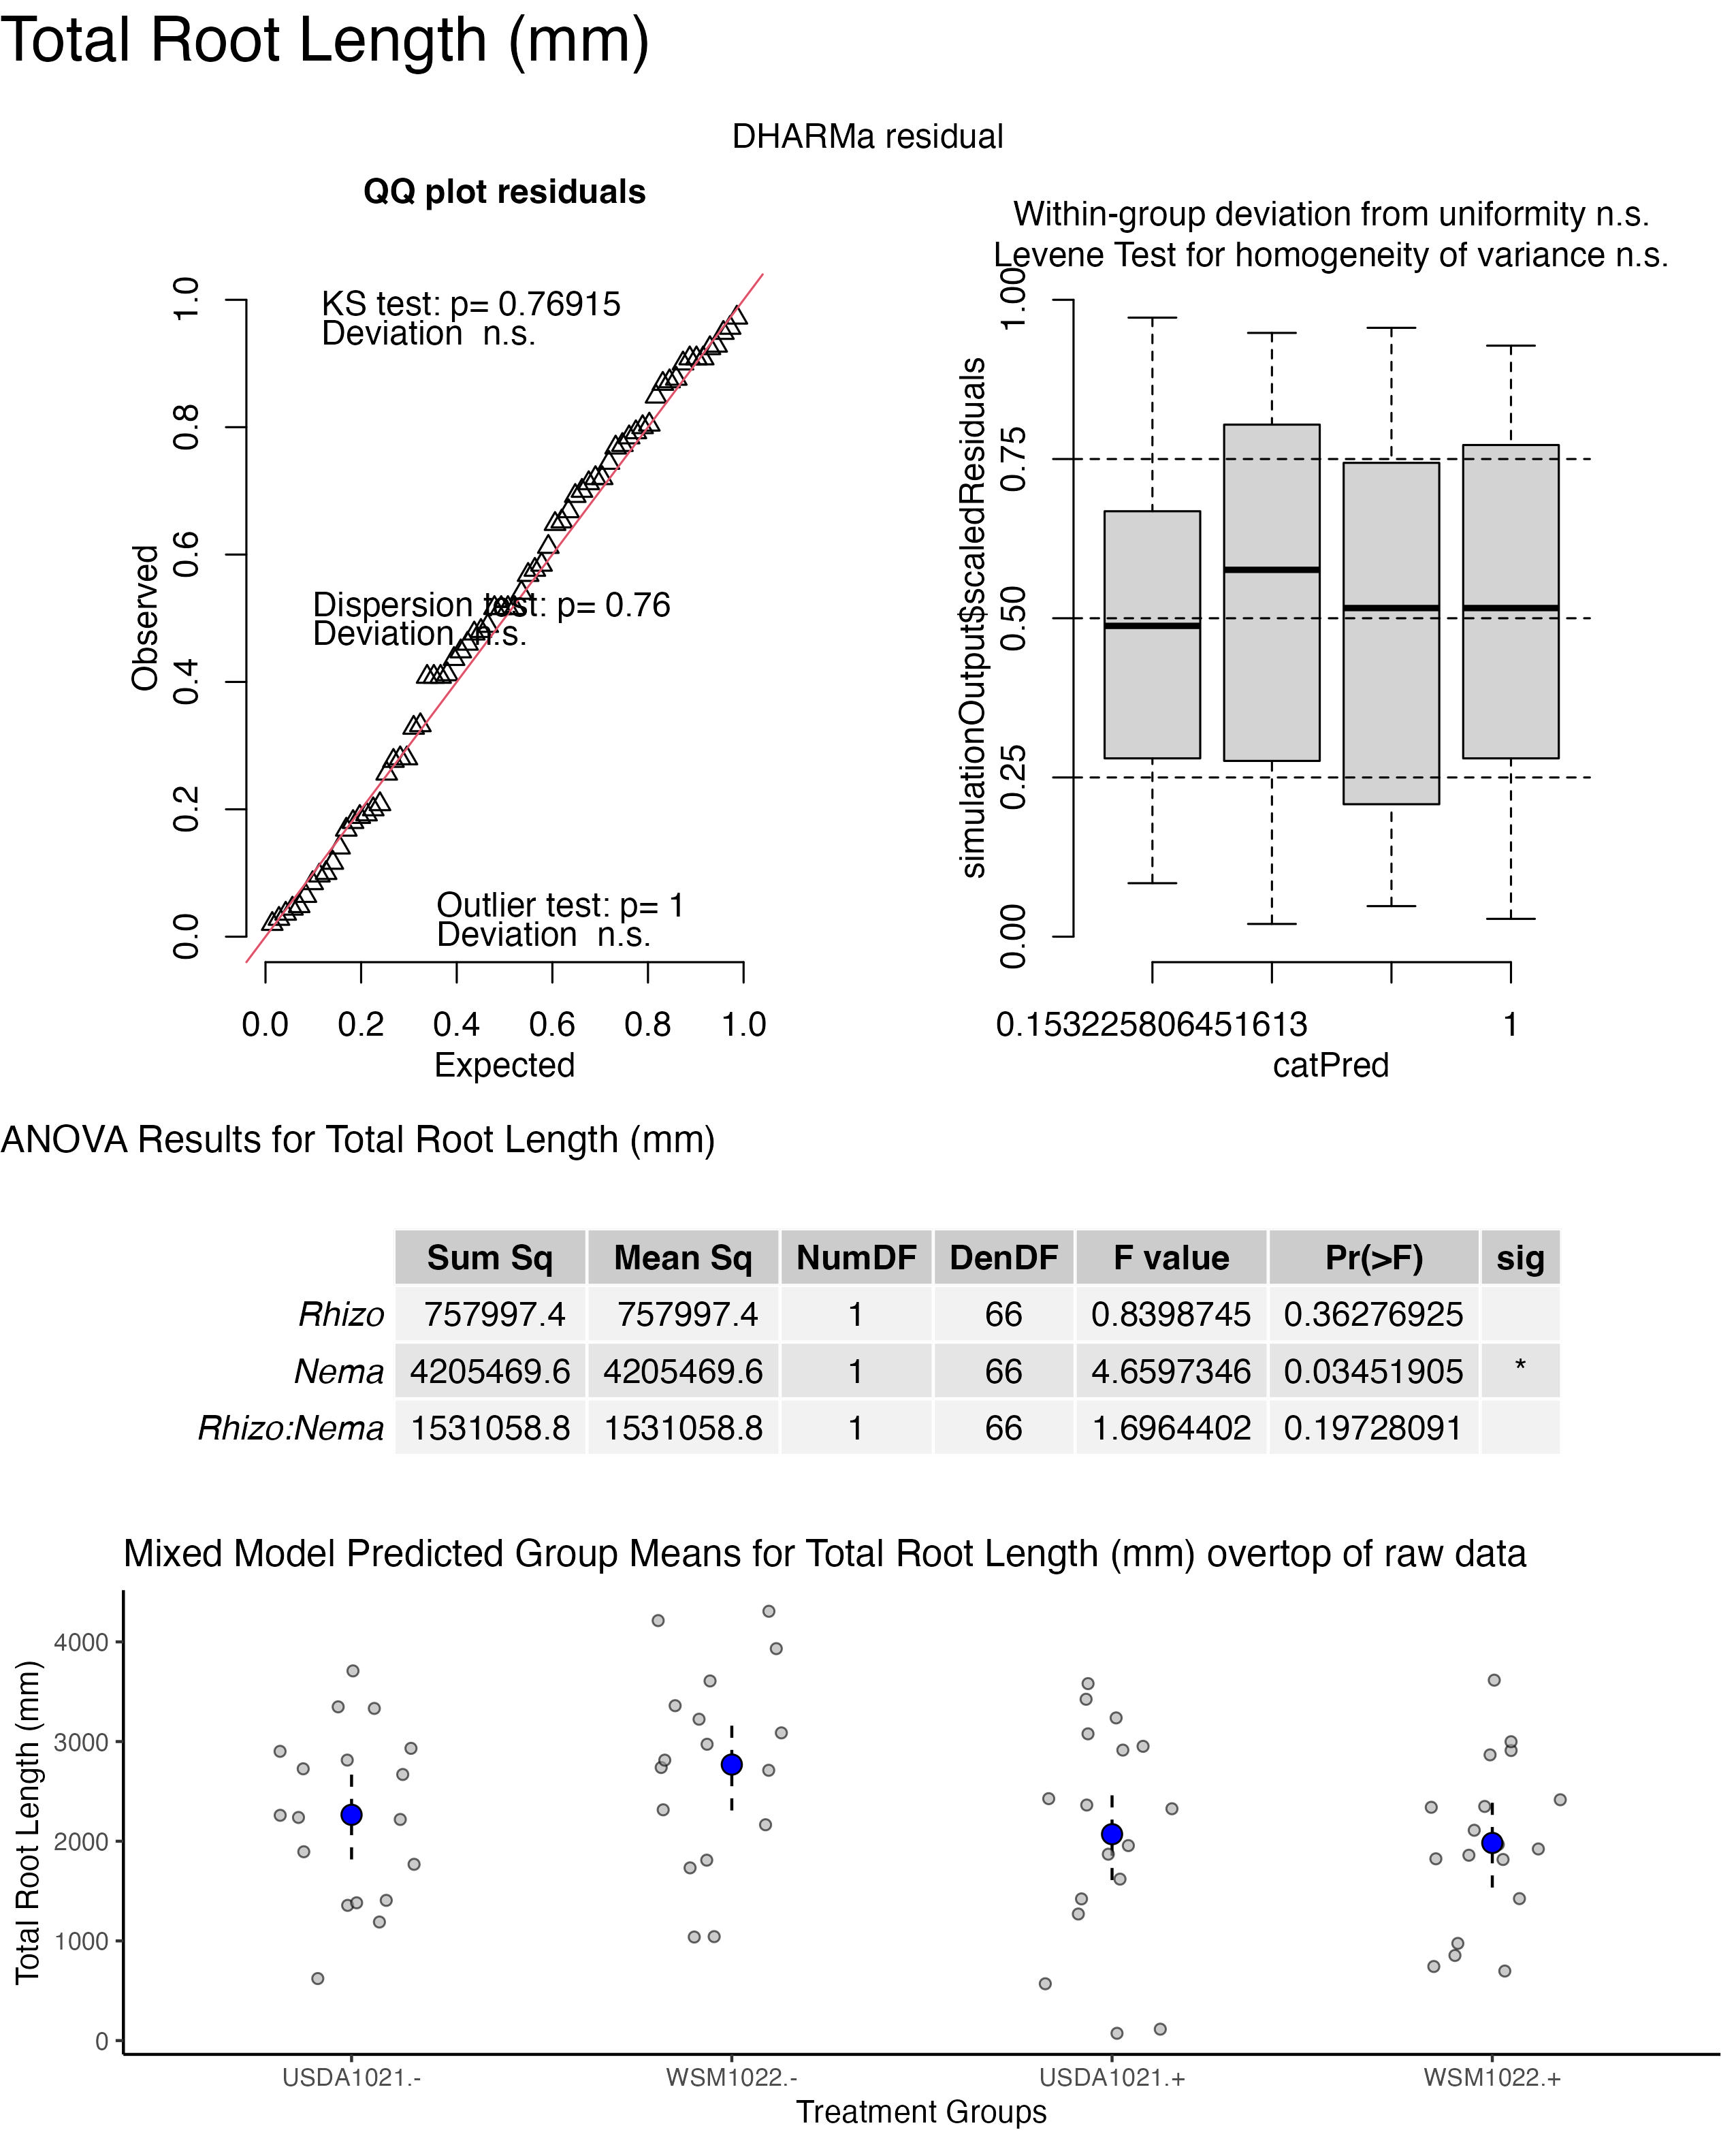 Total Root Length (mm)
DHARMa residual
QQ plot residuals
KS test: p= 0.76915
Deviation  n.s.
Dispersion test: p= 0.76
Deviation  n.s.
Outlier test: p= 1
Deviation  n.s.
Observed
0.0 0.2 0.4 0.6 0.8 1.0
0.0 0.2 0.4 0.6 0.8 1.0
Expected
Within-group deviation from uniformity n.s.
Levene Test for homogeneity of variance n.s.
simulationOutput$scaledResiduals
0.00 0.25 0.50 0.75 1.00
0.153225806451613 1
catPred
ANOVA Results for Total Root Length (mm)
Sum Sq Mean Sq NumDF DenDF F value Pr(>F) sig
Rhizo 757997.4 757997.4 1 66 0.8398745 0.36276925
Nema 4205469.6 4205469.6 1 66 4.6597346 0.03451905 *
Rhizo:Nema 1531058.8 1531058.8 1 66 1.6964402 0.19728091
Mixed Model Predicted Group Means for Total Root Length (mm) overtop of raw data
Total Root Length (mm)
4000
3000
2000
1000
0
USDA1021.- WSM1022.- USDA1021.+ WSM1022.+
Treatment Groups